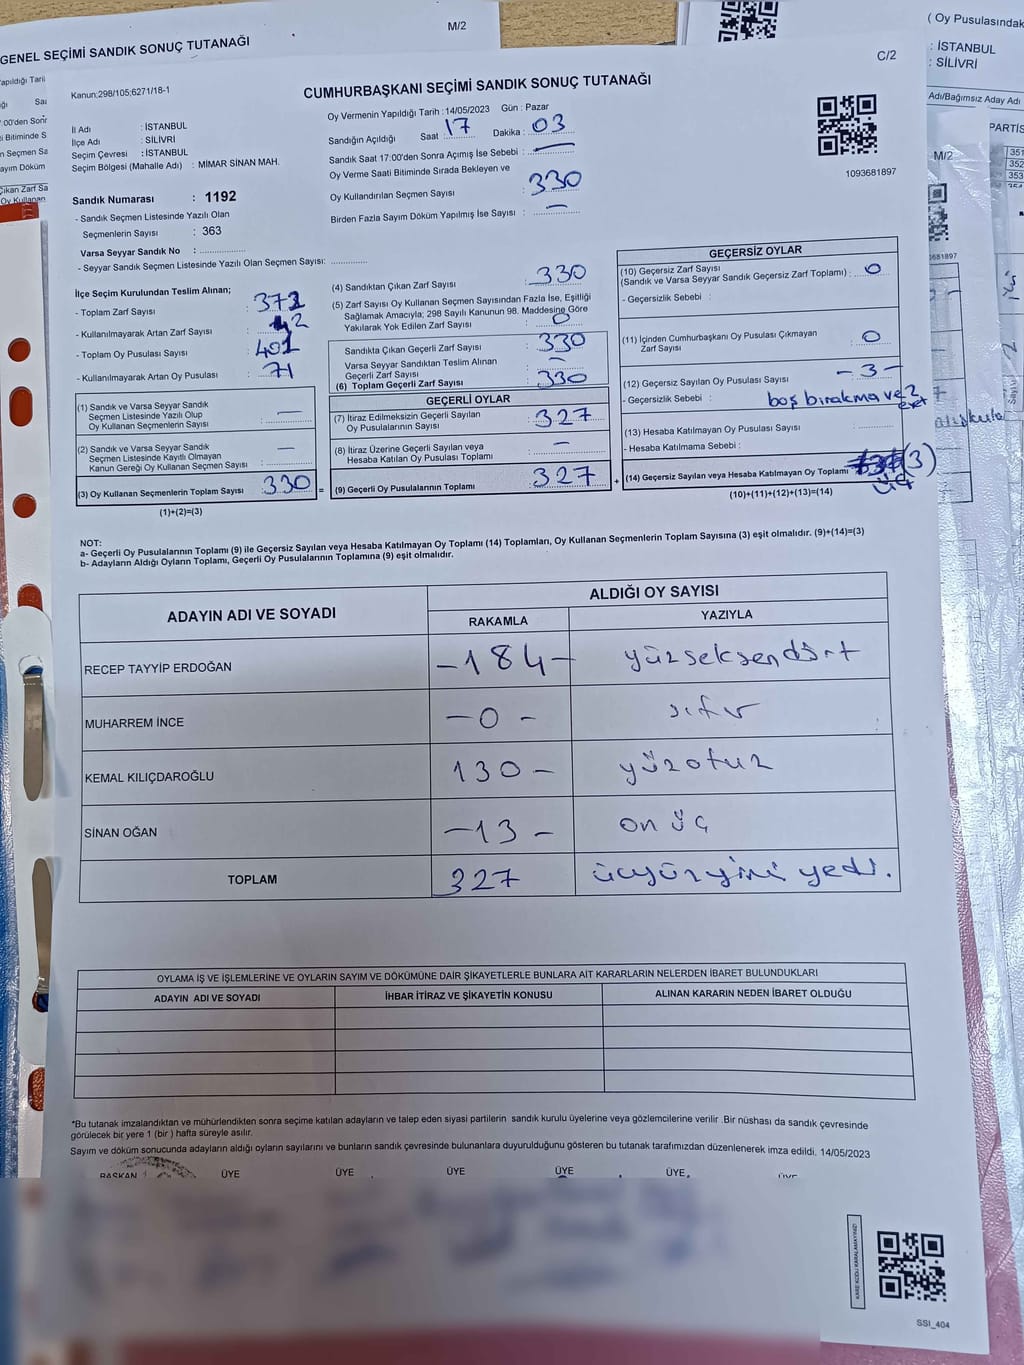 M/2
GENEL SEÇİMİ SANDIK SONUÇ TUTANAĞI
( Oy Pusulasındak
: İSTANBUL
: SİLİVRİ
Adı/Bağımsız Aday Adı
M/2
351
352
353
C/2
Kanun:298/105;6271/18-1
CUMHURBAŞKANI SEÇİMİ SANDIK SONUÇ TUTANAĞI
1093681897
İl Adı : İSTANBUL
İlçe Adı : SİLİVRİ
Seçim Çevresi : İSTANBUL
Seçim Bölgesi (Mahalle Adı) : MİMAR SİNAN MAH.
Sandık Numarası : 1192
- Sandık Seçmen Listesinde Yazılı Olan
Seçmenlerin Sayısı : 363
Varsa Seyyar Sandık No : ...............
- Seyyar Sandık Seçmen Listesinde Yazılı Olan Seçmen Sayısı: ...............
Oy Vermenin Yapıldığı Tarih : 14/05/2023 Gün : Pazar
Sandığın Açıldığı Saat : 17 Dakika : 03
Sandık Saat 17:00'den Sonra Açımış İse Sebebi : —
Oy Verme Saati Bitiminde Sırada Bekleyen ve
Oy Kullandırılan Seçmen Sayısı : 330
Birden Fazla Sayım Döküm Yapılmış İse Sayısı : —
İlçe Seçim Kurulundan Teslim Alınan;
- Toplam Zarf Sayısı : 372
- Kullanılmayarak Artan Zarf Sayısı : 42
- Toplam Oy Pusulası Sayısı : 401
- Kullanılmayarak Artan Oy Pusulası : 71
(1) Sandık ve Varsa Seyyar Sandık
Seçmen Listesinde Yazılı Olup
Oy Kullanan Seçmenlerin Sayısı : —
(2) Sandık ve Varsa Seyyar Sandık
Seçmen Listesinde Kayıtlı Olmayan
Kanun Gereği Oy Kullanan Seçmen Sayısı : —
(3) Oy Kullanan Seçmenlerin Toplam Sayısı : 330 =
(1)+(2)=(3)
(4) Sandıktan Çıkan Zarf Sayısı : 330
(5) Zarf Sayısı Oy Kullanan Seçmen Sayısından Fazla İse, Eşitliği
Sağlamak Amacıyla; 298 Sayılı Kanunun 98. Maddesine Göre
Yakılarak Yok Edilen Zarf Sayısı : 0
Sandıkta Çıkan Geçerli Zarf Sayısı : 330
Varsa Seyyar Sandıktan Teslim Alınan
Geçerli Zarf Sayısı : —
(6) Toplam Geçerli Zarf Sayısı : 330
GEÇERLİ OYLAR
(7) İtiraz Edilmeksizin Geçerli Sayılan
Oy Pusulalarının Sayısı : 327
(8) İtiraz Üzerine Geçerli Sayılan veya
Hesaba Katılan Oy Pusulası Toplamı : —
(9) Geçerli Oy Pusulalarının Toplamı : 327 +
GEÇERSİZ OYLAR
(10) Geçersiz Zarf Sayısı
(Sandık ve Varsa Seyyar Sandık Geçersiz Zarf Toplamı) : 0
- Geçersizlik Sebebi :
(11) İçinden Cumhurbaşkanı Oy Pusulası Çıkmayan
Zarf Sayısı : 0
(12) Geçersiz Sayılan Oy Pusulası Sayısı - 3 -
- Geçersizlik Sebebi : boş bırakma ve 2
evet
(13) Hesaba Katılmayan Oy Pusulası Sayısı : ............
- Hesaba Katılmama Sebebi :
(14) Geçersiz Sayılan veya Hesaba Katılmayan Oy Toplamı (3)
üç
(10)+(11)+(12)+(13)=(14)
NOT:
a- Geçerli Oy Pusulalarının Toplamı (9) ile Geçersiz Sayılan veya Hesaba Katılmayan Oy Toplamı (14) Toplamları, Oy Kullanan Seçmenlerin Toplam Sayısına (3) eşit olmalıdır. (9)+(14)=(3)
b- Adayların Aldığı Oyların Toplamı, Geçerli Oy Pusulalarının Toplamına (9) eşit olmalıdır.
ADAYIN ADI VE SOYADI
ALDIĞI OY SAYISI
RAKAMLA YAZIYLA
RECEP TAYYİP ERDOĞAN -184- yüzseksendört
MUHARREM İNCE -0- sıfır
KEMAL KILIÇDAROĞLU 130- yüzotuz
SİNAN OĞAN -13- on üç
TOPLAM 327 üçyüzyirmi yedi.
OYLAMA İŞ VE İŞLEMLERİNE VE OYLARIN SAYIM VE DÖKÜMÜNE DAİR ŞİKAYETLERLE BUNLARA AİT KARARLARIN NELERDEN İBARET BULUNDUKLARI
ADAYIN ADI VE SOYADI İHBAR İTİRAZ VE ŞİKAYETİN KONUSU ALINAN KARARIN NEDEN İBARET OLDUĞU
*Bu tutanak imzalandıktan ve mühürlendikten sonra seçime katılan adayların ve talep eden siyasi partilerin sandık kurulu üyelerine veya gözlemcilerine verilir .Bir nüshası da sandık çevresinde
görülecek bir yere 1 (bir ) hafta süreyle asılır.
Sayım ve döküm sonucunda adayların aldığı oyların sayılarını ve bunların sandık çevresinde bulunanlara duyurulduğunu gösteren bu tutanak tarafımızdan düzenlenerek imza edildi. 14/05/2023
BAŞKAN ÜYE ÜYE ÜYE ÜYE ÜYE ÜYE
SSI_404